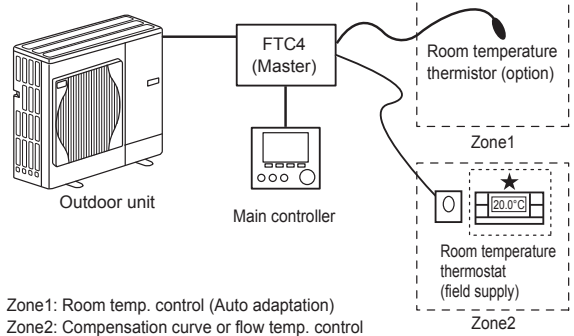 FTC4
(Master)
Room temperature
thermistor (option)
Zone1
Outdoor unit
Main controller
20.0°C
Room temperature
thermostat
(field supply)
Zone2
Zone1: Room temp. control (Auto adaptation)
Zone2: Compensation curve or flow temp. control